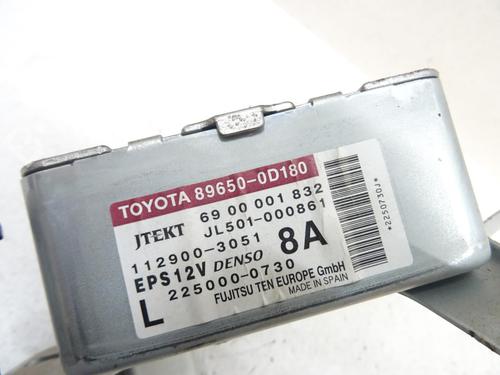 TOYOTA 89650-0D180
JTEKT
69 00 001 832
JL501-000861
112900-3051
8A
EPS12V DENSO
L
225000-0730
FUJITSU TEN EUROPE GmbH
MADE IN SPAIN
*2250730J*